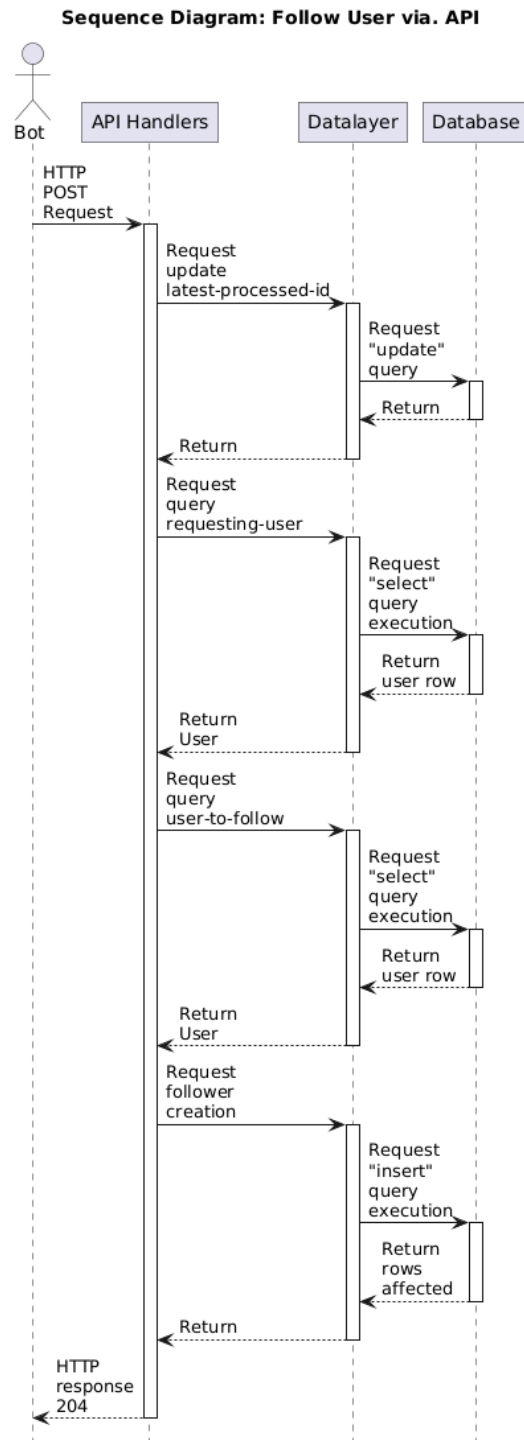 Sequence Diagram: Follow User via. API
Bot
API Handlers
Datalayer
Database
HTTP
POST
Request
Request
update
latest-processed-id
Request
"update"
query
Return
Return
Request
query
requesting-user
Request
"select"
query
execution
Return
user row
Return
User
Request
query
user-to-follow
Request
"select"
query
execution
Return
user row
Return
User
Request
follower
creation
Request
"insert"
query
execution
Return
rows
affected
Return
HTTP
response
204